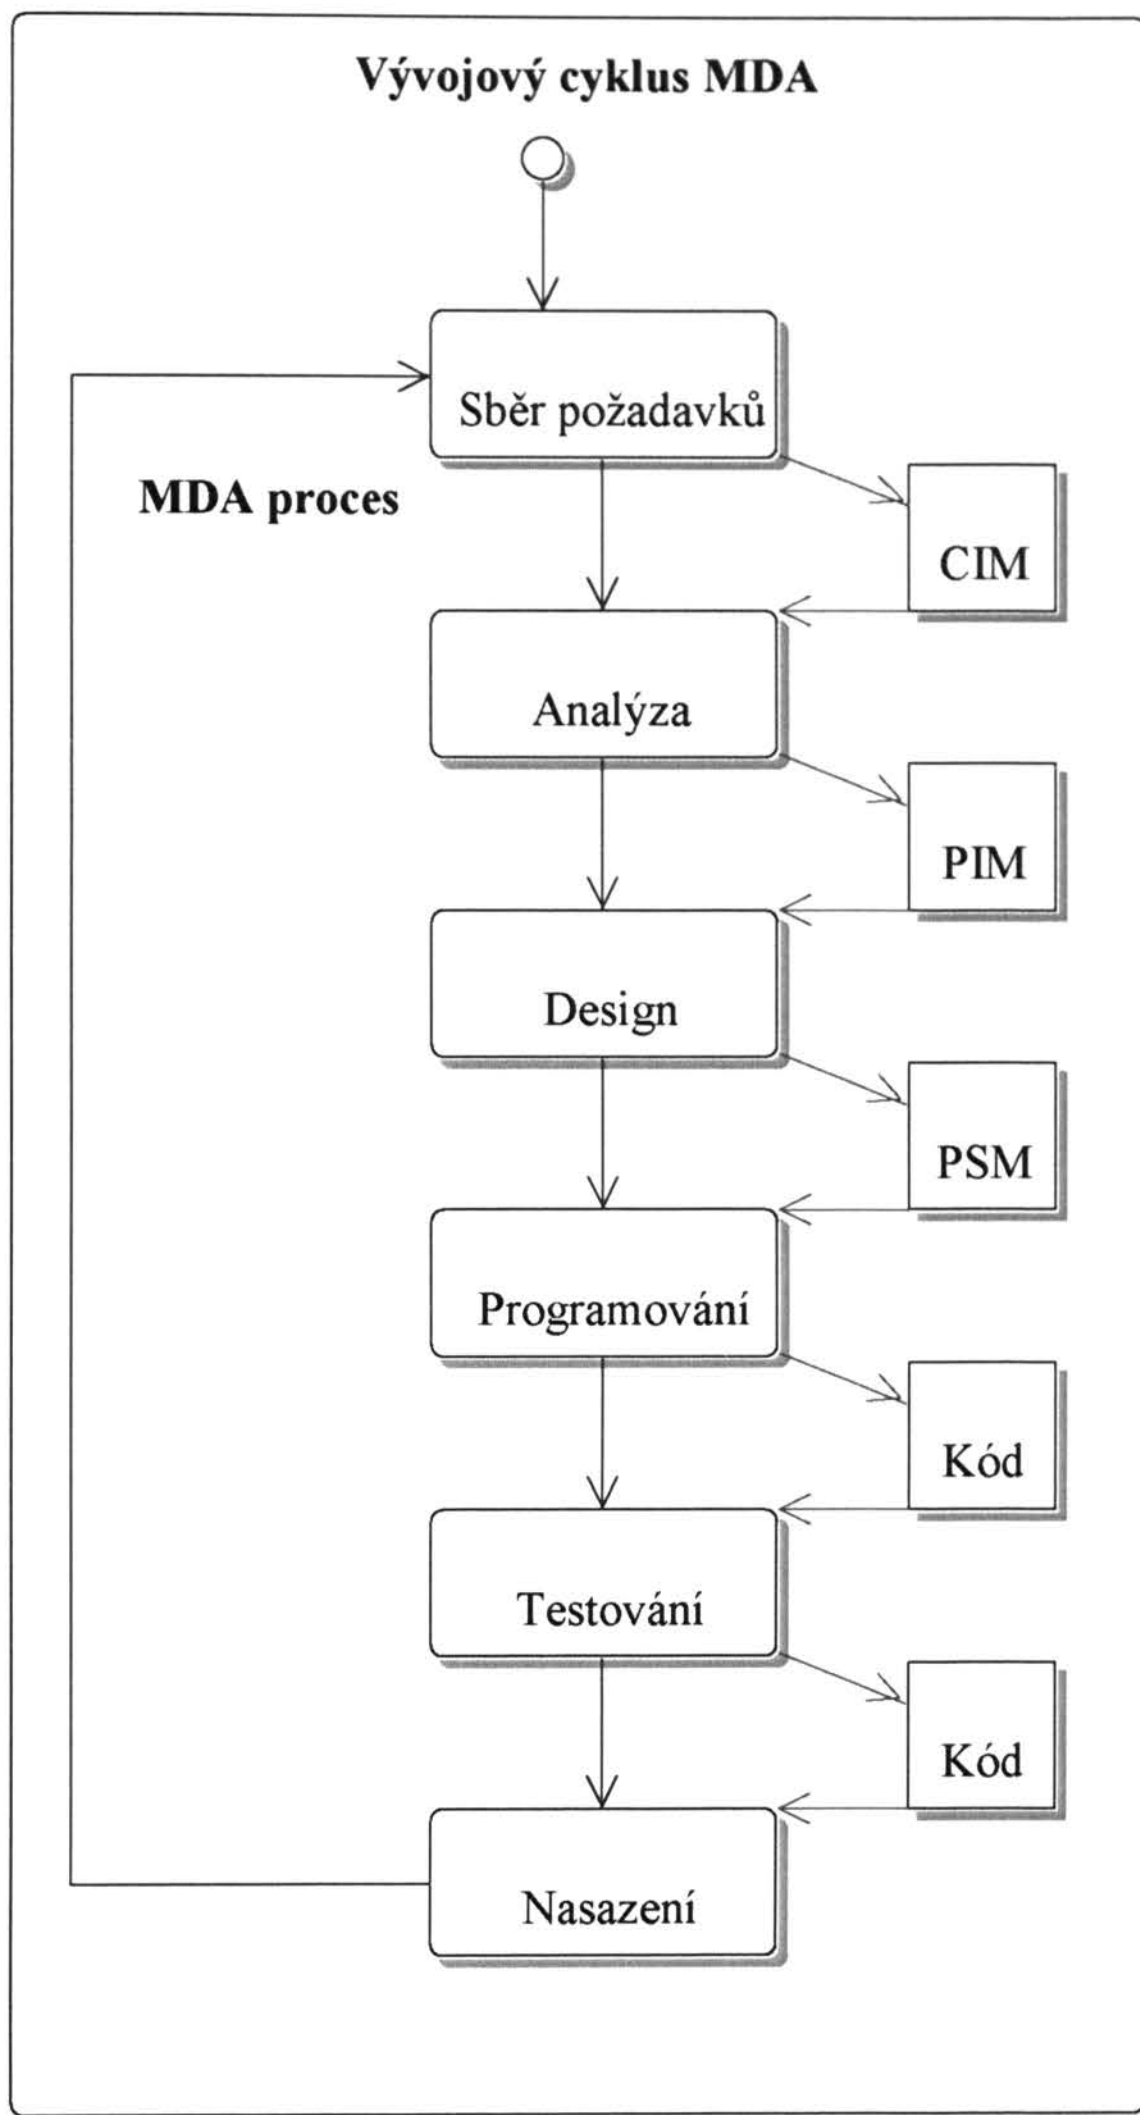 Vývojový cyklus MDA
Sběr požadavků
MDA proces
CIM
Analýza
PIM
Design
PSM
Programování
Kód
Testování
Kód
Nasazení